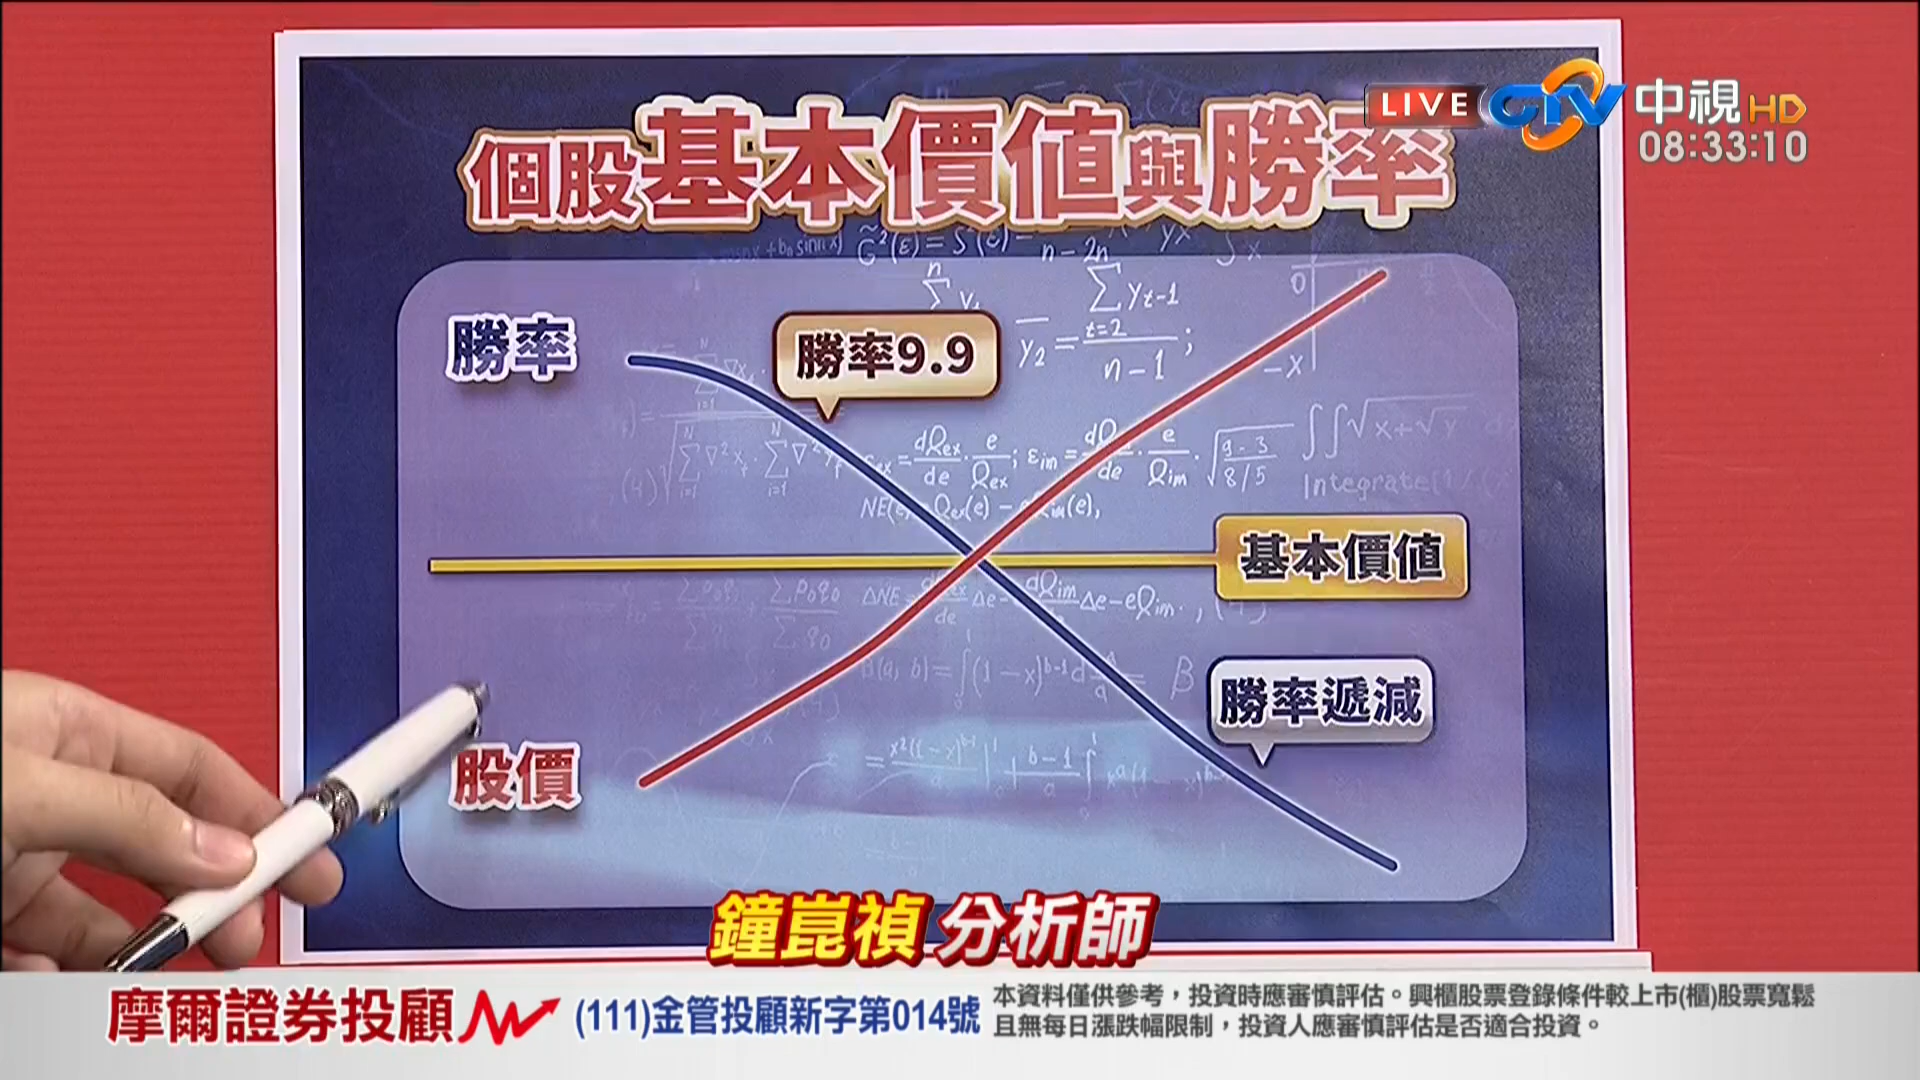 個股基本價值與勝率
LIVE CTV 中視HD
08:33:10
勝率
勝率9.9
基本價值
勝率遞減
股價
鐘崑禎 分析師
摩爾證券投顧
(111)金管投顧新字第014號
本資料僅供參考，投資時應審慎評估。興櫃股票登錄條件較上市(櫃)股票寬鬆
且無每日漲跌幅限制，投資人應審慎評估是否適合投資。